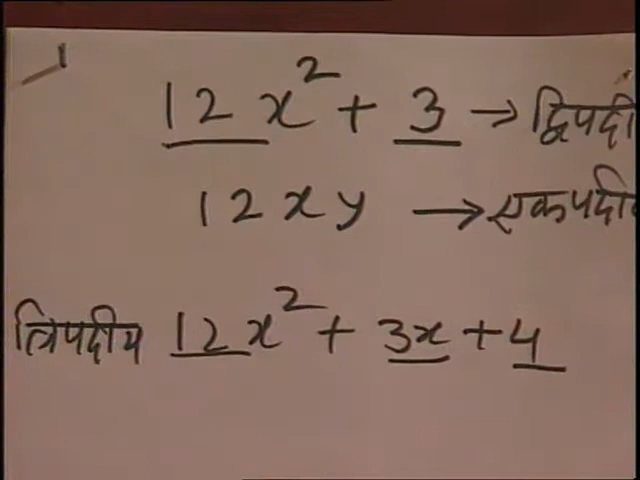 12x² + 3 → द्विपदी
12xy → एकपदी
त्रिपदीय 12x² + 3x + 4